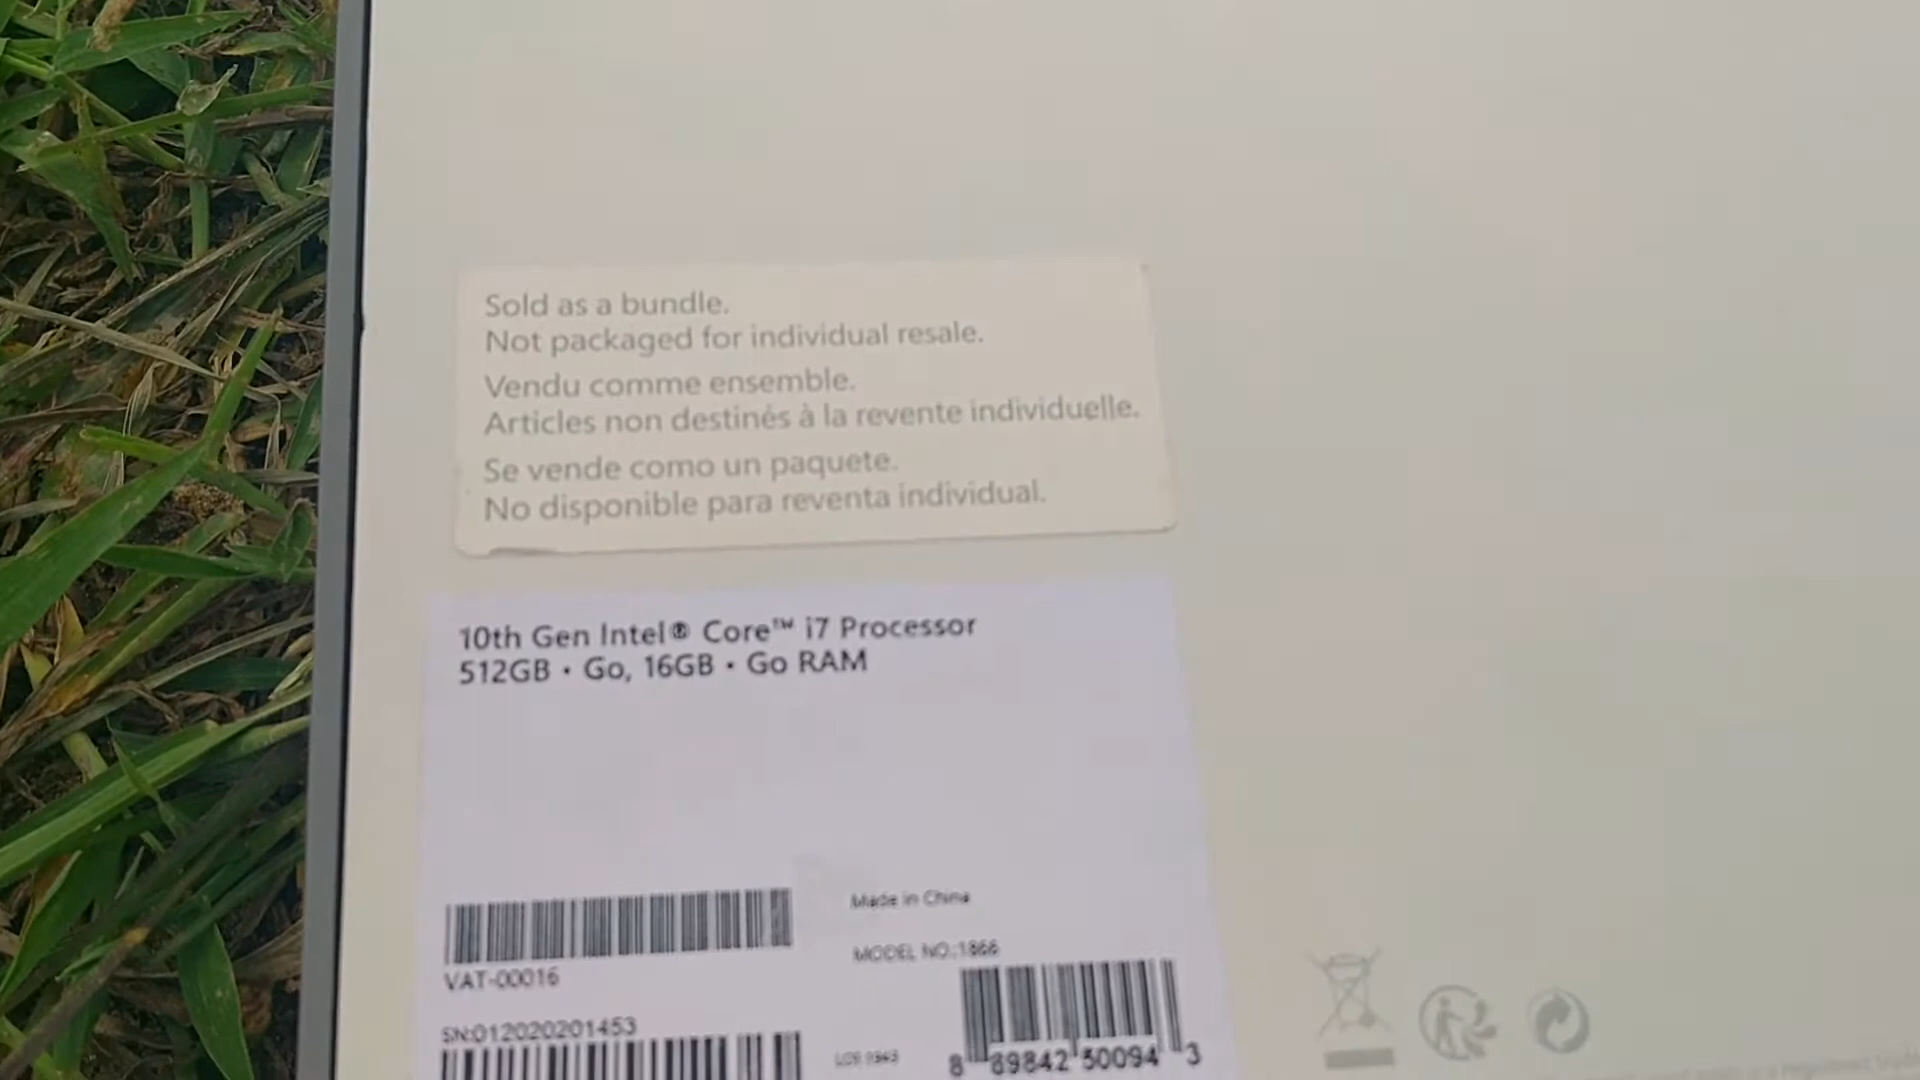 Sold as a bundle.
Not packaged for individual resale.
Vendu comme ensemble.
Articles non destinés à la revente individuelle.
Se vende como un paquete.
No disponible para reventa individual.
10th Gen Intel® Core™ i7 Processor
512GB • Go, 16GB • Go RAM
Made in China
MODEL NO.:1866
VAT-00016
SN:012020201453
8 89842 50094 3